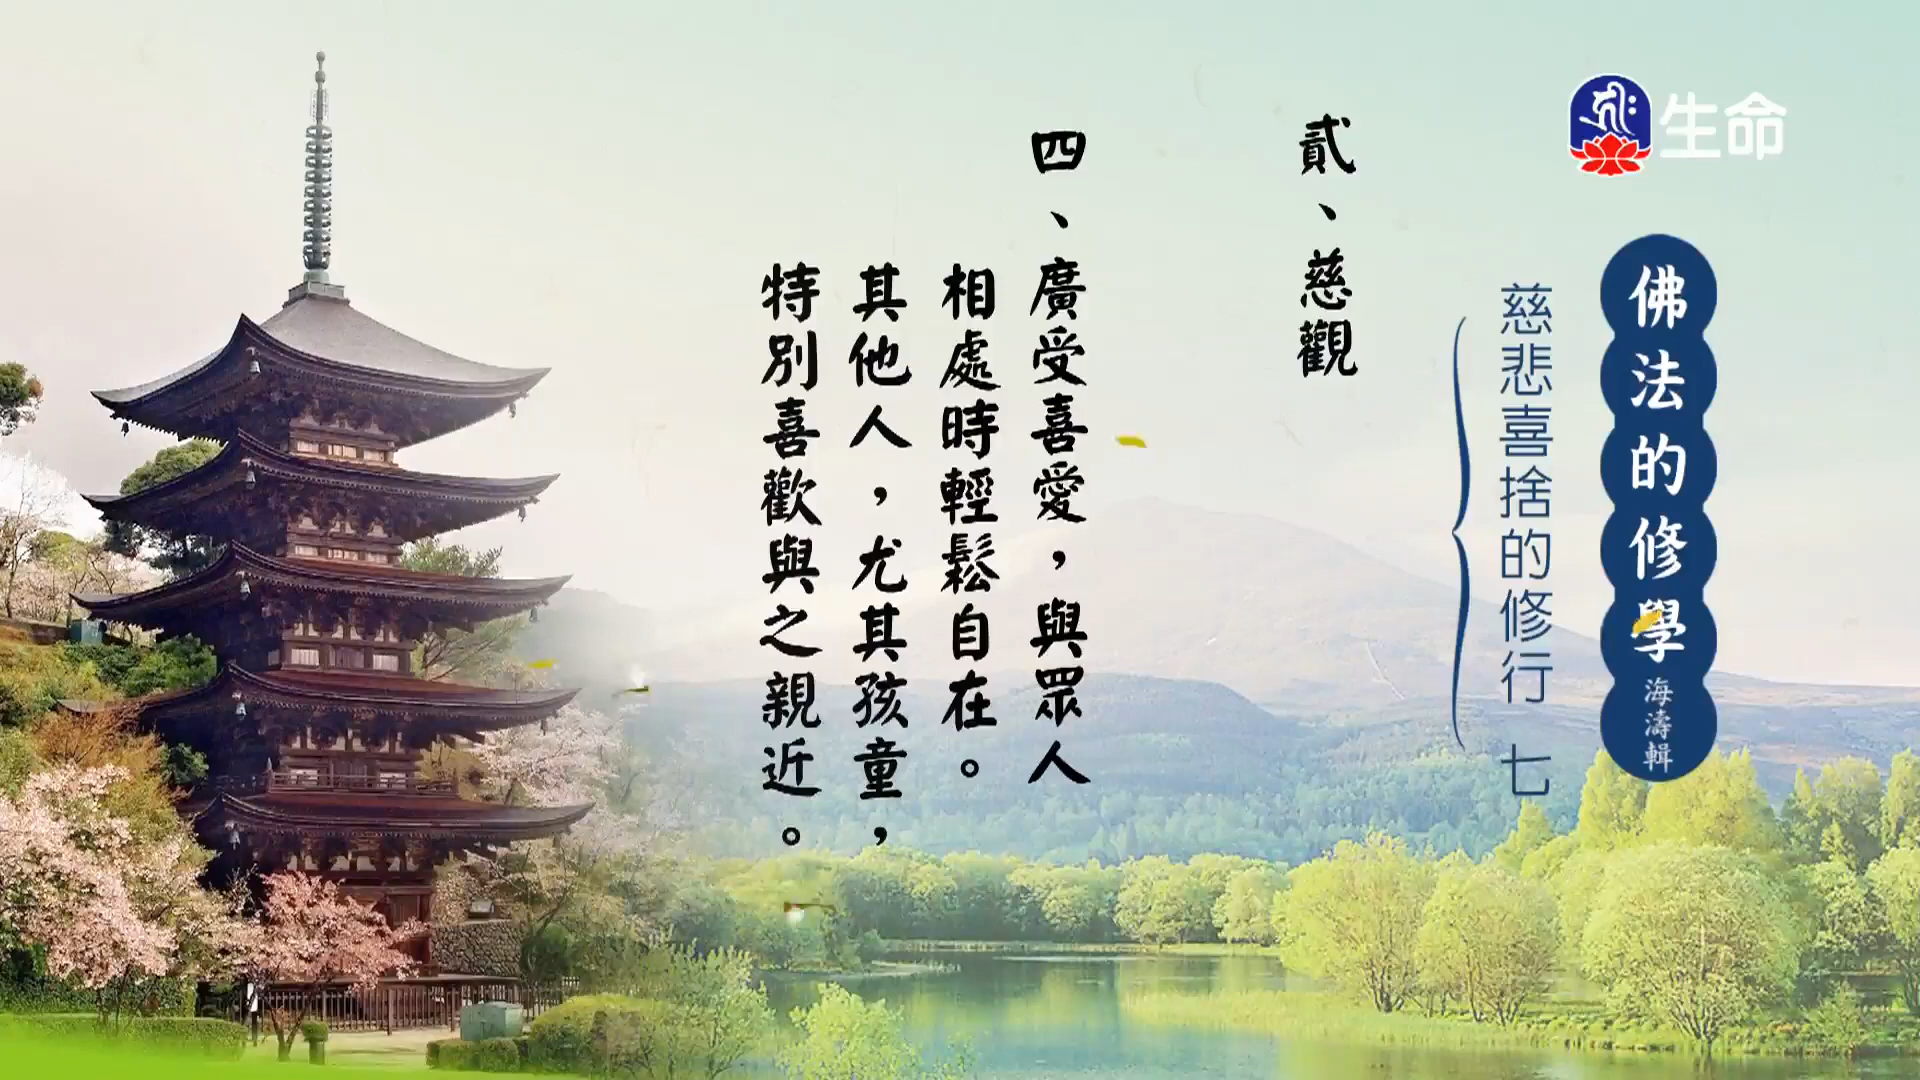 生命
佛法的修學
海濤輯
慈悲喜捨的修行 七
貳、慈觀
四、廣受喜愛，與眾人
相處時輕鬆自在。
其他人，尤其孩童，
特別喜歡與之親近。